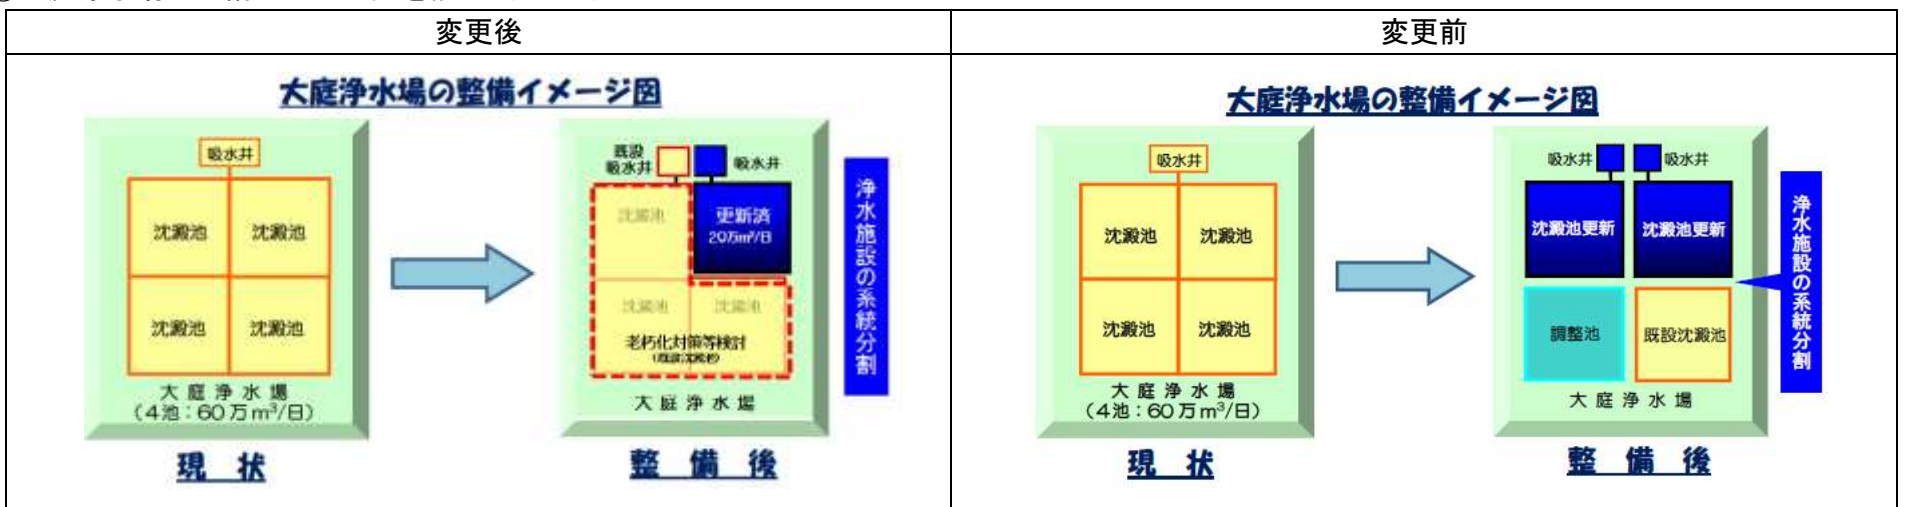 変更後
変更前
大庭浄水場の整備イメージ図
吸水井
沈澱池
沈澱池
沈澱池
沈澱池
大庭浄水場
(4池:60万m³/日)
現状
既設
吸水井
吸水井
沈澱池
更新済
20万m³/日
沈澱池
沈澱池
老朽化対策等検討
大庭浄水場
整備後
浄水施設の系統分割
大庭浄水場の整備イメージ図
吸水井
沈澱池
沈澱池
沈澱池
沈澱池
大庭浄水場
(4池:60万m³/日)
現状
吸水井
吸水井
沈澱池更新
沈澱池更新
調整池
既設沈澱池
大庭浄水場
整備後
浄水施設の系統分割